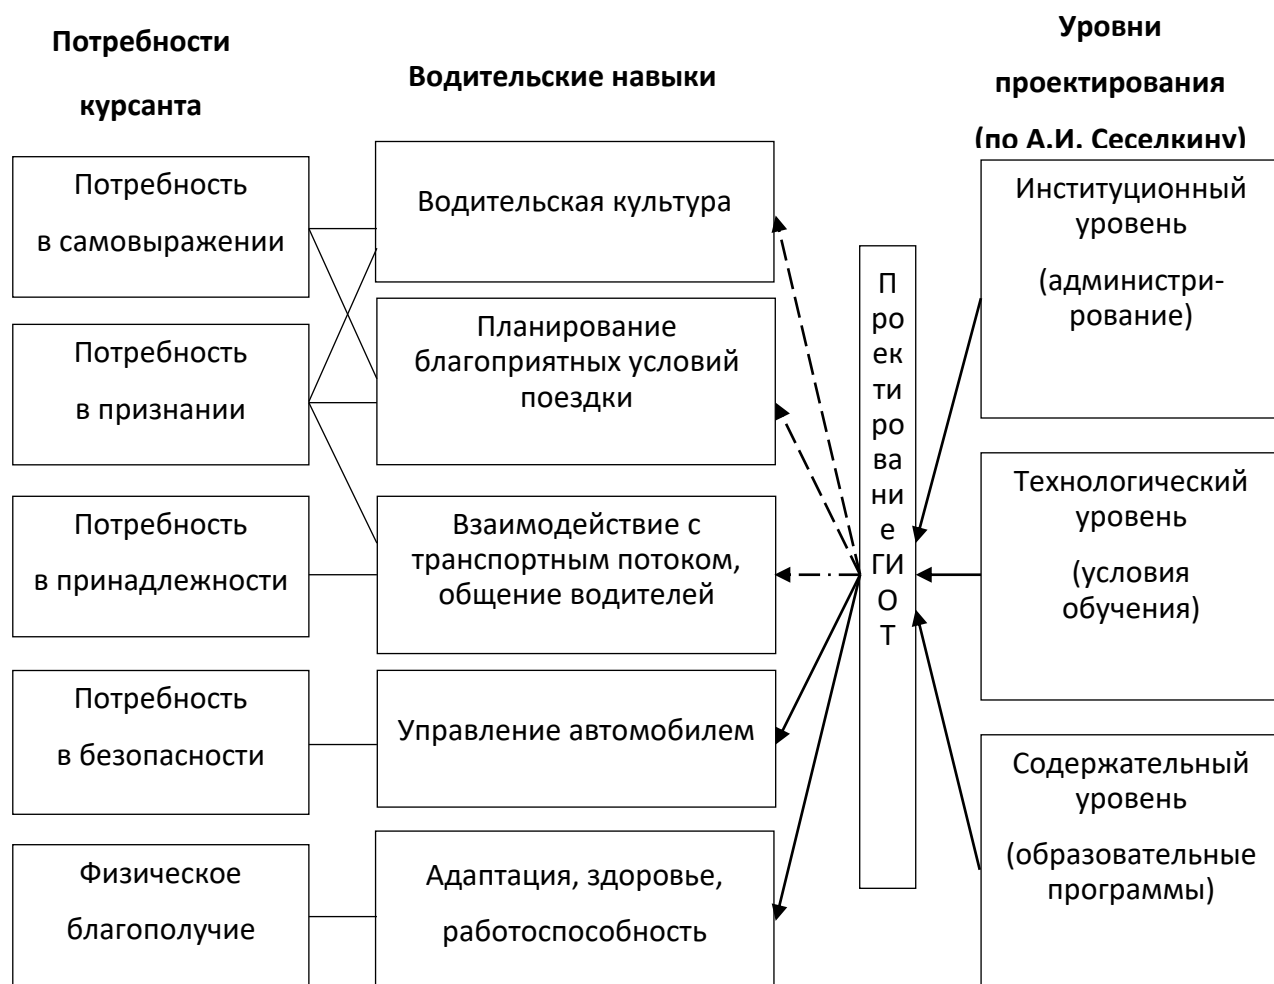 Потребности
курсанта
Водительские навыки
Уровни
проектирования
(по А.И. Сеселкину)
Потребность
в самовыражении
Потребность
в признании
Потребность
в принадлежности
Потребность
в безопасности
Физическое
благополучие
Водительская культура
Планирование
благоприятных условий
поездки
Взаимодействие с
транспортным потоком,
общение водителей
Управление автомобилем
Адаптация, здоровье,
работоспособность
П
ро
ек
ти
ро
ва
ни
е
ГИ
О
Т
Институционный
уровень
(администри-
рование)
Технологический
уровень
(условия
обучения)
Содержательный
уровень
(образовательные
программы)